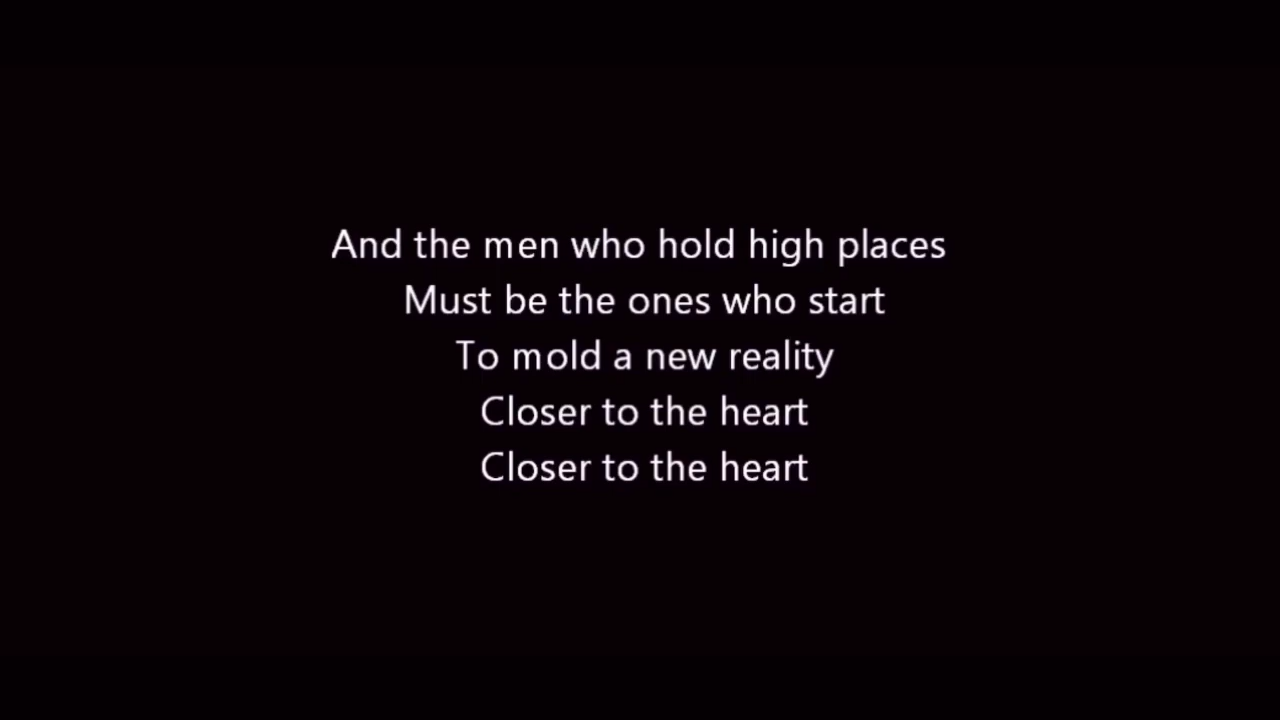 And the men who hold high places
Must be the ones who start
To mold a new reality
Closer to the heart
Closer to the heart